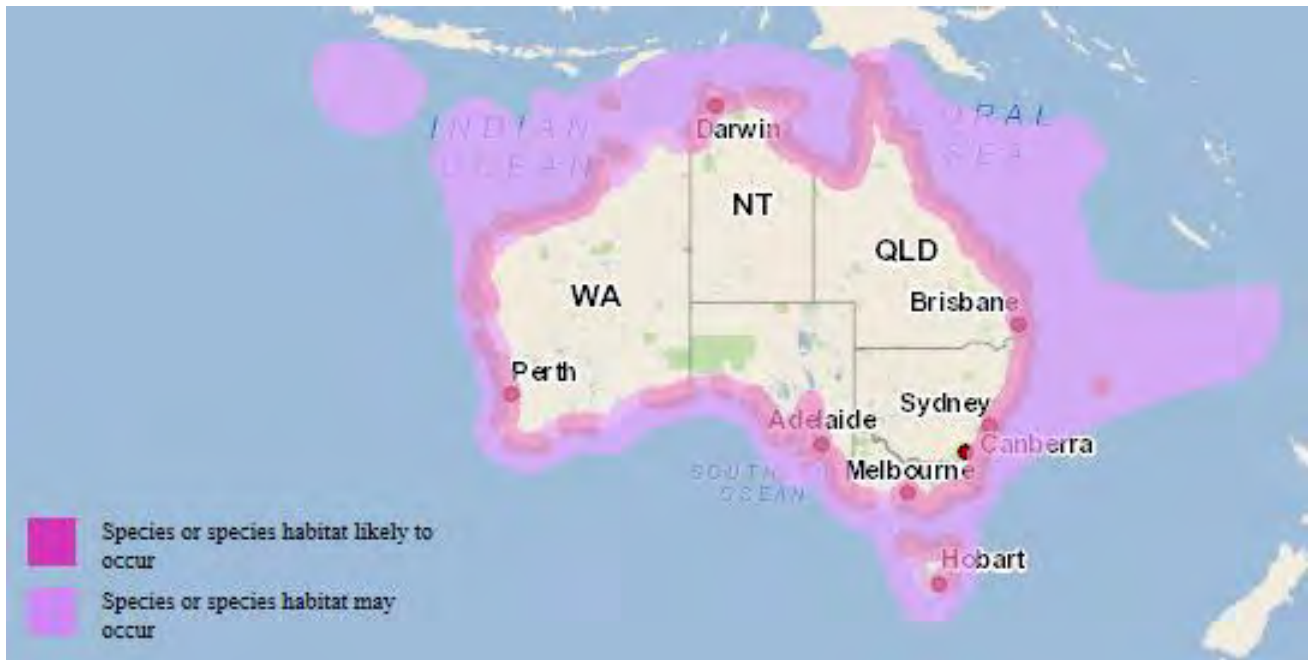 INDIAN
OCEAN
Darwin
CORAL
SEA
NT
QLD
WA
Brisbane
Perth
Sydney
Adelaide
Canberra
Melbourne
SOUTH
OCEAN
Hobart
Species or species habitat likely to
occur
Species or species habitat may
occur